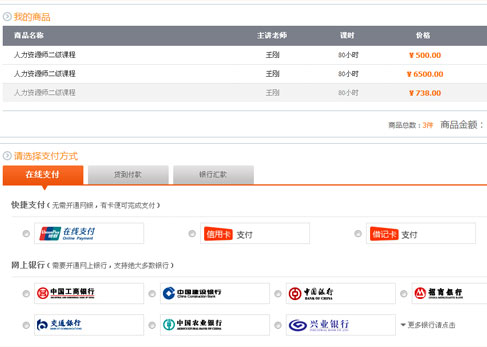 我的商品
商品名称 主讲老师 课时 价格
人力资源师二级课程 王刚 80小时 ¥ 500.00
人力资源师二级课程 王刚 80小时 ¥ 6500.00
人力资源师二级课程 王刚 80小时 ¥ 738.00
商品总数：3件 商品金额：
请选择支付方式
在线支付 货到付款 银行汇款
快捷支付（无需开通网银，有卡便可完成支付）
UnionPay 银联 在线支付 Online Payment 信用卡 支付 借记卡 支付
网上银行（需要开通网上银行，支持绝大多数银行）
中国工商银行 中国建设银行 China Construction Bank 中国银行 BANK OF CHINA 招商银行
交通银行 BANK OF COMMUNICATIONS 中国农业银行 AGRICULTURAL BANK OF CHINA 兴业银行 更多银行请点击